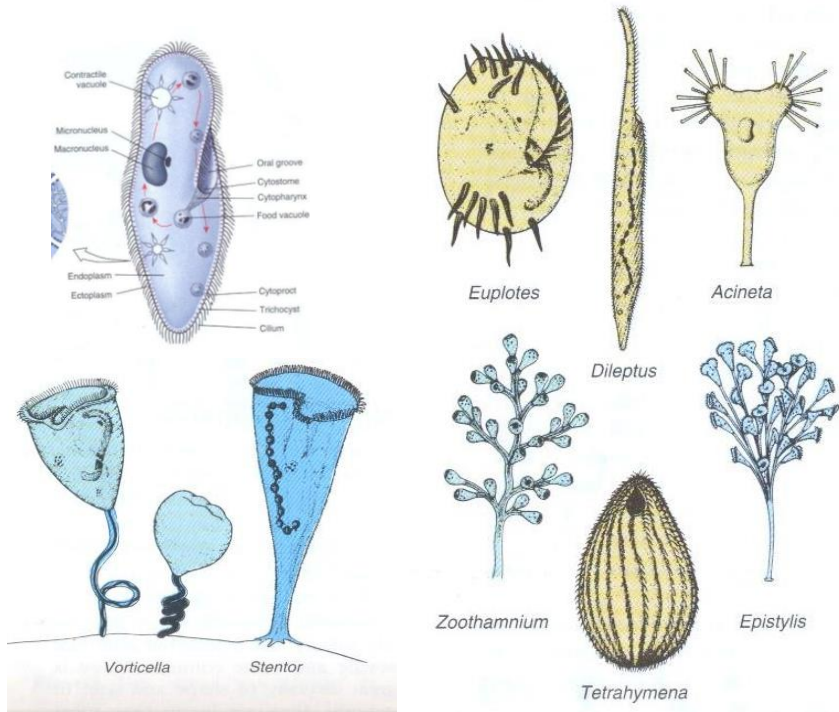 Contractile
vacuole
Micronucleus
Macronucleus
Oral groove
Cytostome
Cytopharynx
Food vacuole
Endoplasm
Ectoplasm
Cytoproct
Trichocyst
Cilium
Euplotes
Dileptus
Acineta
Vorticella
Stentor
Zoothamnium
Tetrahymena
Epistylis